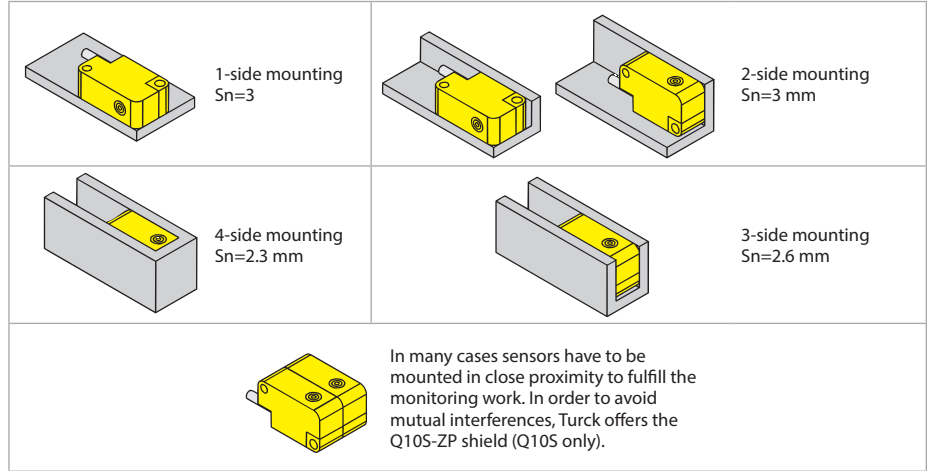 1-side mounting
Sn=3
2-side mounting
Sn=3 mm
4-side mounting
Sn=2.3 mm
3-side mounting
Sn=2.6 mm
In many cases sensors have to be
mounted in close proximity to fulfill the
monitoring work. In order to avoid
mutual interferences, Turck offers the
Q10S-ZP shield (Q10S only).